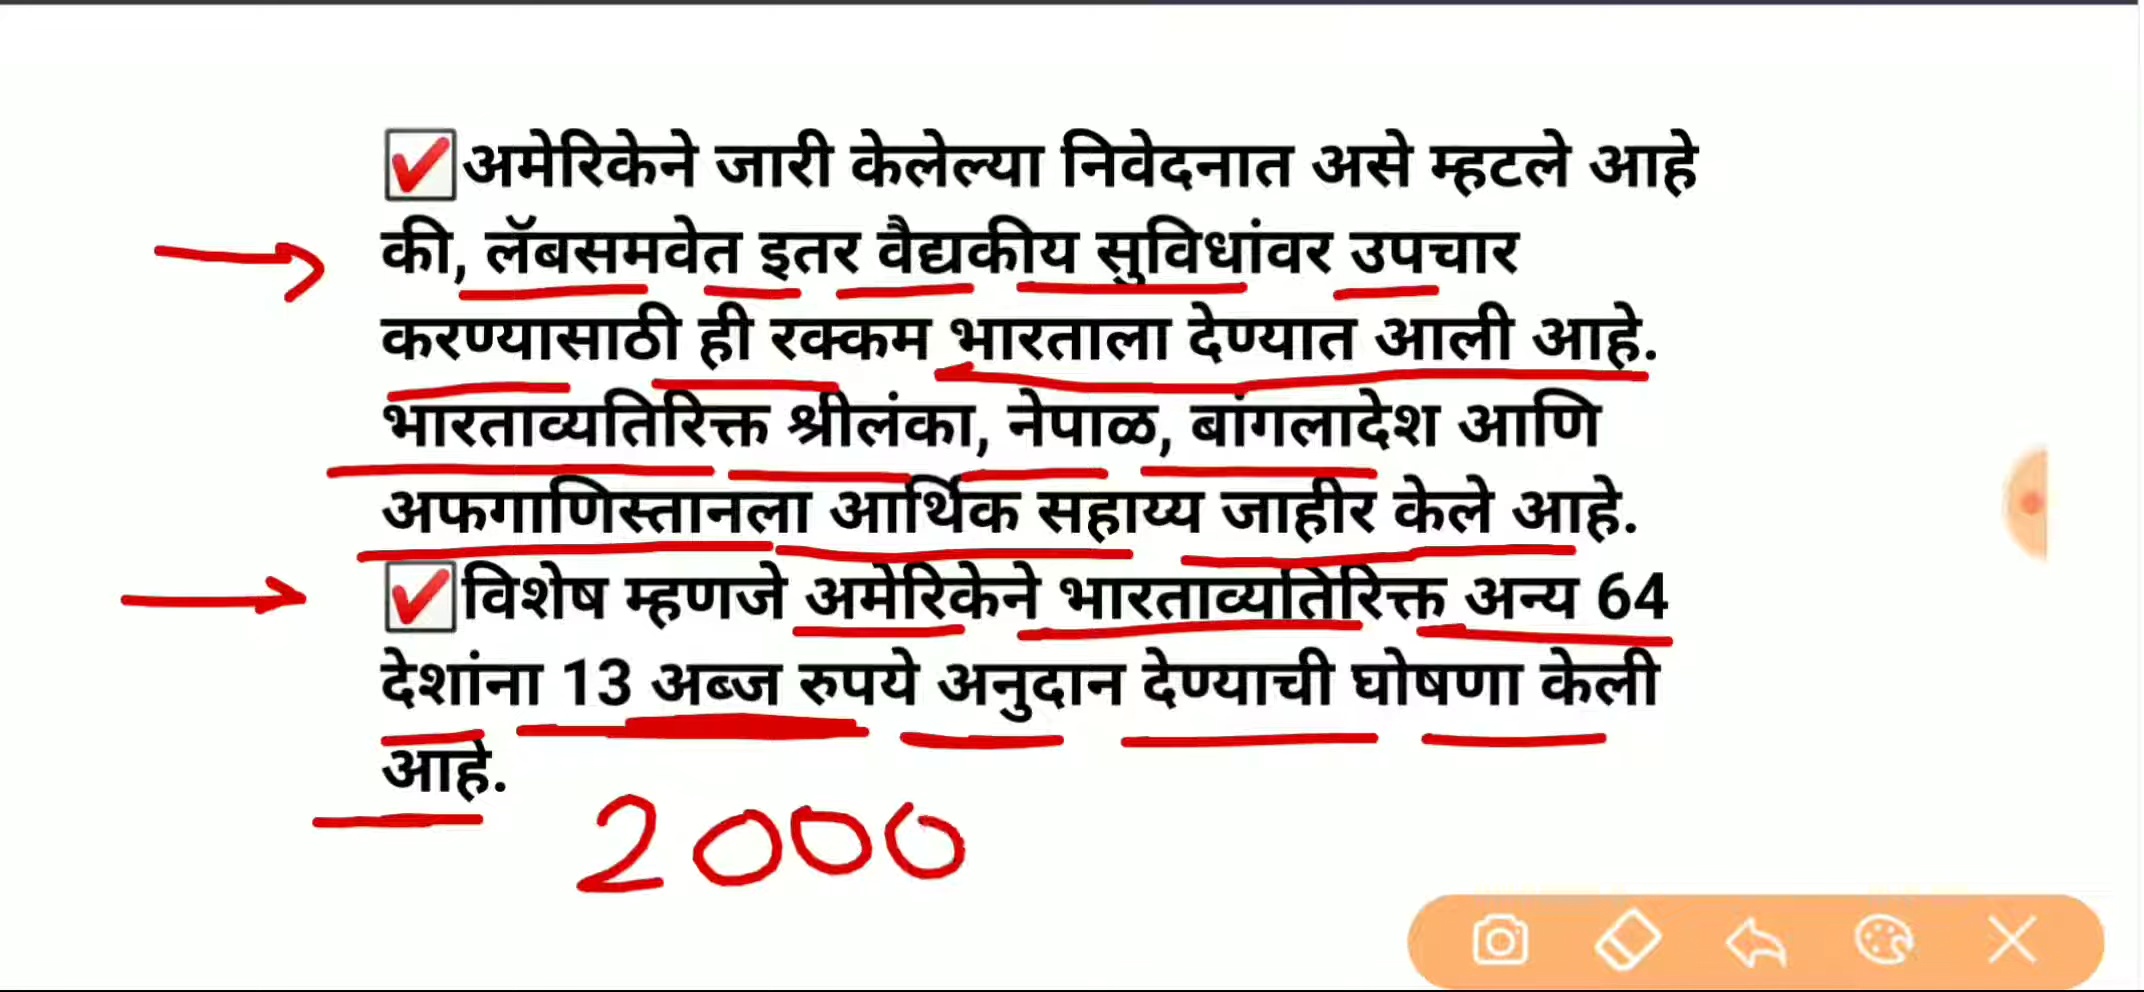 ✔अमेरिकेने जारी केलेल्या निवेदनात असे म्हटले आहे
की, लॅबसमवेत इतर वैद्यकीय सुविधांवर उपचार
करण्यासाठी ही रक्कम भारताला देण्यात आली आहे.
भारताव्यतिरिक्त श्रीलंका, नेपाळ, बांगलादेश आणि
अफगाणिस्तानला आर्थिक सहाय्य जाहीर केले आहे.
✔विशेष म्हणजे अमेरिकेने भारताव्यतिरिक्त अन्य 64
देशांना 13 अब्ज रुपये अनुदान देण्याची घोषणा केली
आहे.
2000